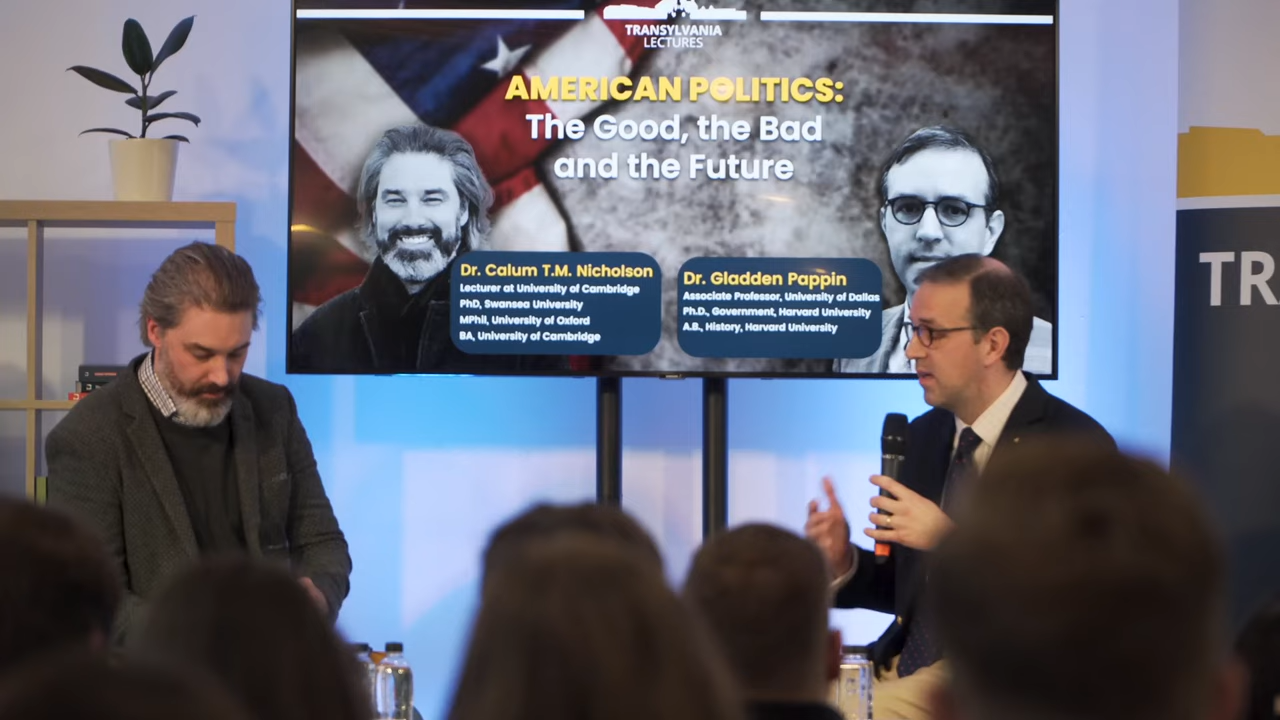 TRANSYLVANIA
LECTURES
AMERICAN POLITICS:
The Good, the Bad
and the Future
Dr. Calum T.M. Nicholson
Lecturer at University of Cambridge
PhD, Swansea University
MPhil, University of Oxford
BA, University of Cambridge
Dr. Gladden Pappin
Associate Professor, University of Dallas
Ph.D., Government, Harvard University
A.B., History, Harvard University
TR